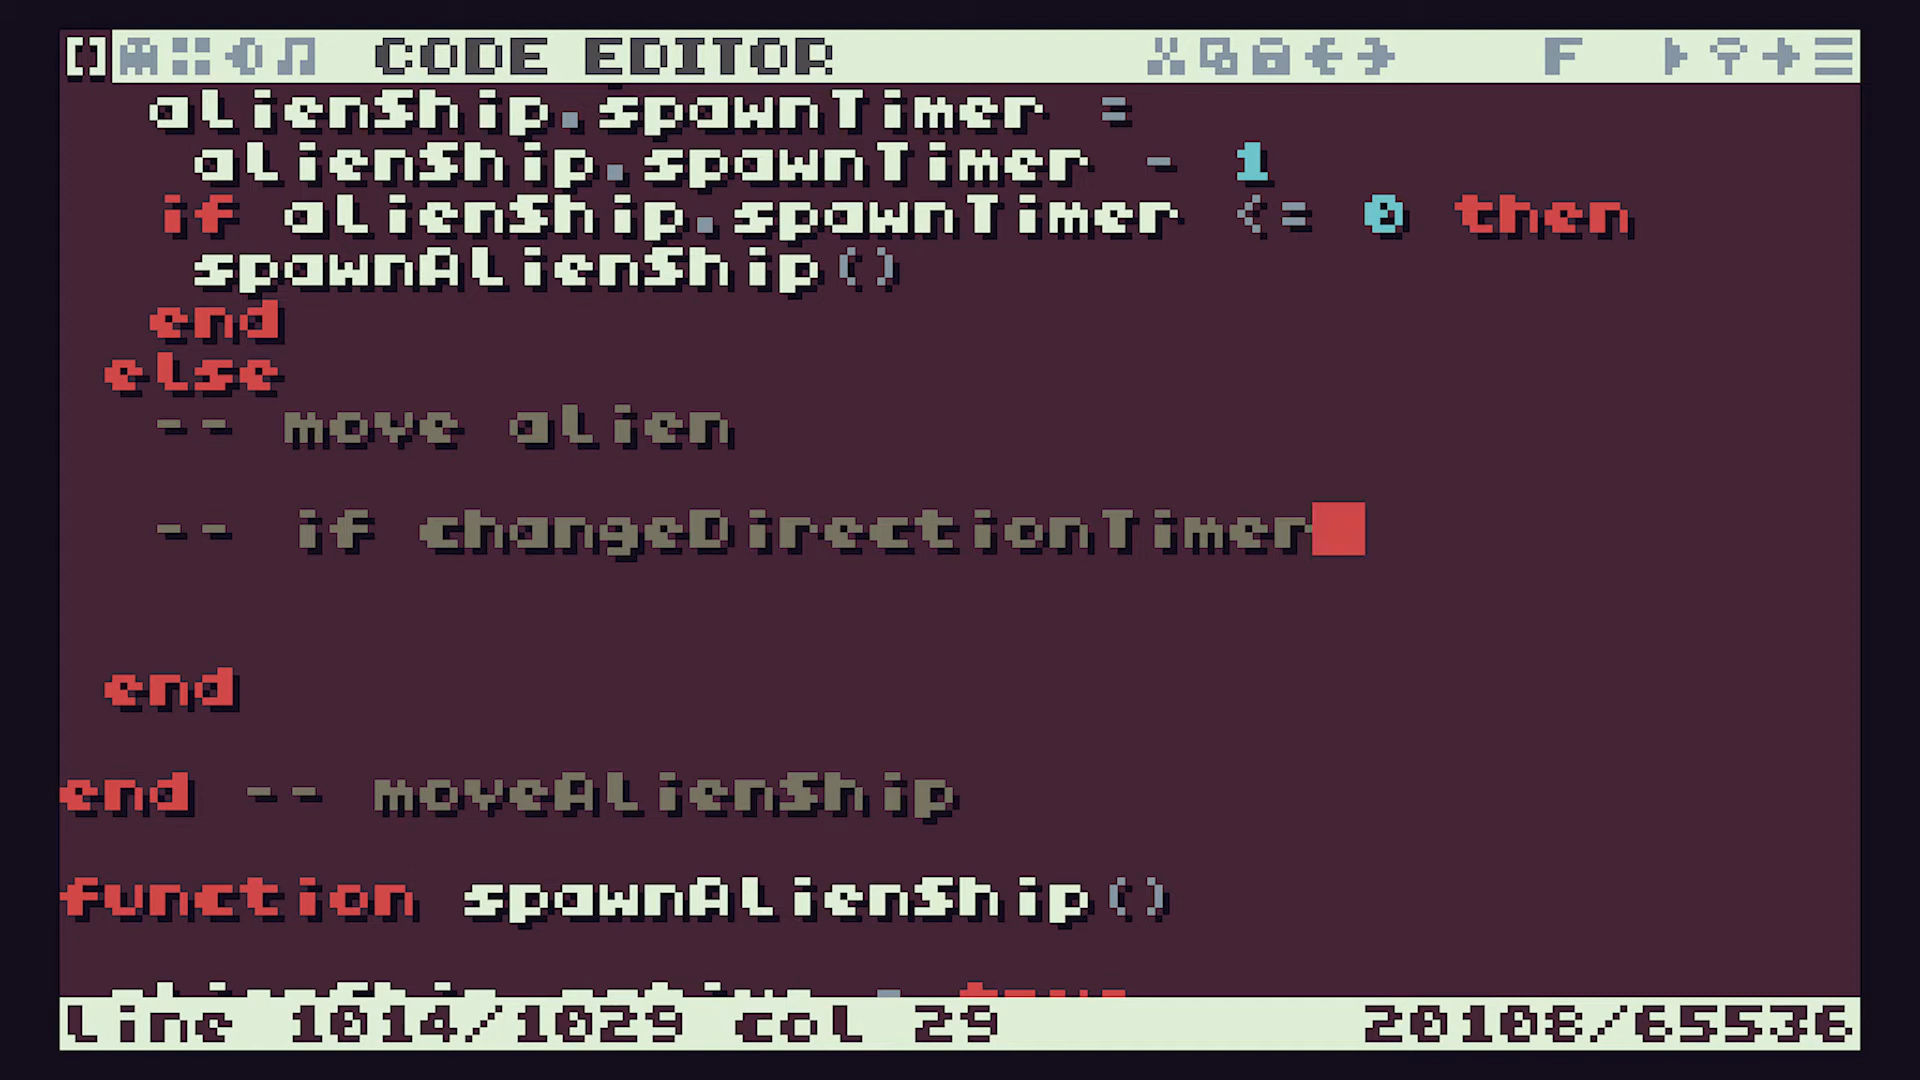 CODE EDITOR F
alienShip.spawnTimer =
alienShip.spawnTimer - 1
if alienShip.spawnTimer <= 0 then
spawnAlienShip()
end
else
-- move alien
-- if changeDirectionTimer
end
end -- moveAlienShip
function spawnAlienShip()
line 1014/1029 col 29 20108/65536